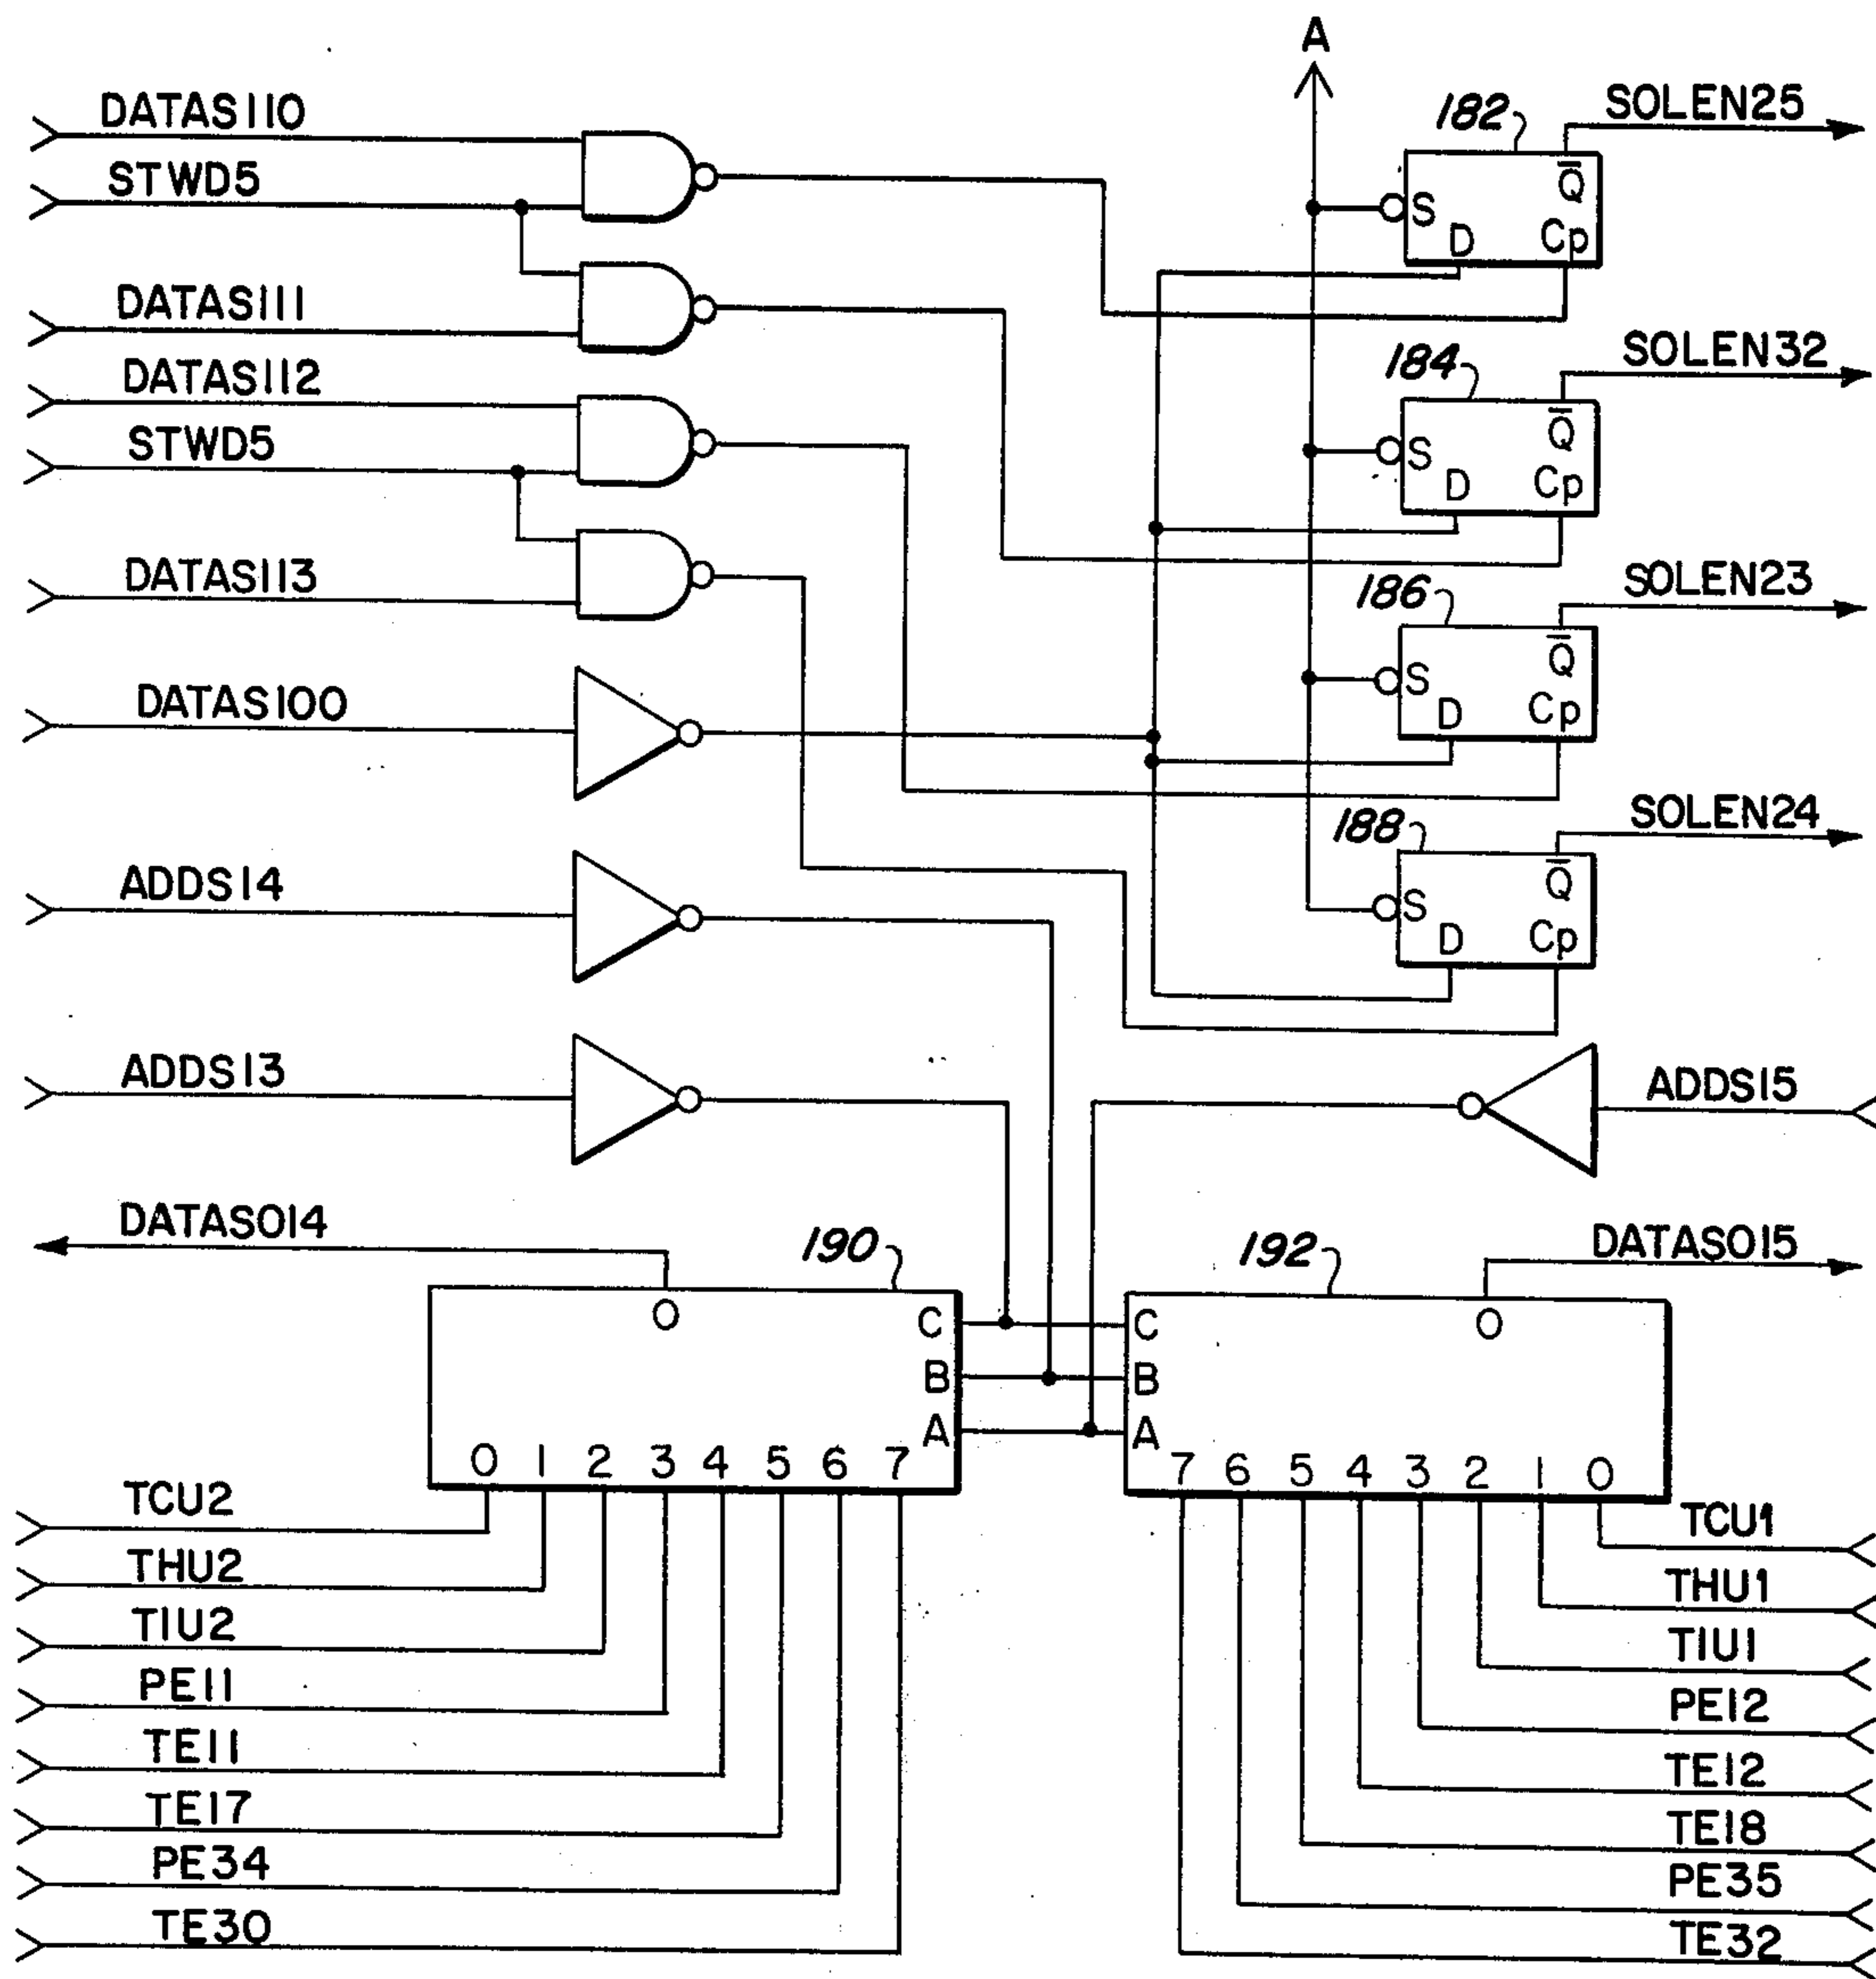 A
DATAS110
STWD5
DATAS111
DATAS112
STWD5
DATAS113
DATAS100
ADDS14
ADDS13
182
SOLEN25
Q̅
S
D
Cp
184
SOLEN32
Q̅
S
D
Cp
186
SOLEN23
Q̅
S
D
Cp
188
SOLEN24
Q̅
S
D
Cp
ADDS15
DATASO14
190
O
C
B
A
0 1 2 3 4 5 6 7
192
DATASO15
O
C
B
A
7 6 5 4 3 2 1 0
TCU2
THU2
TIU2
PE11
TE11
TE17
PE34
TE30
TCU1
THU1
TIU1
PE12
TE12
TE18
PE35
TE32